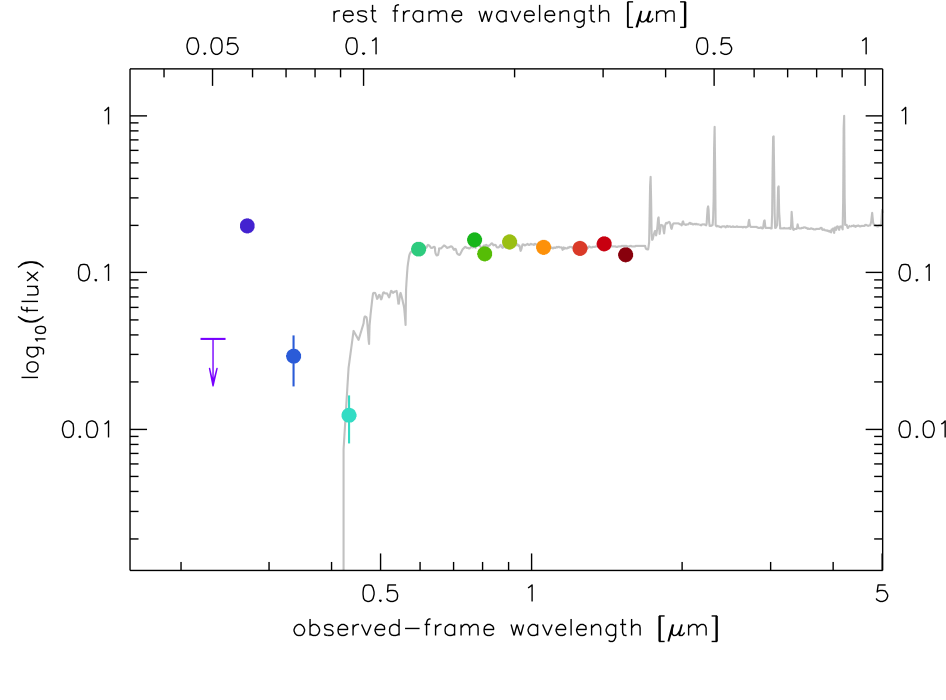 rest frame wavelength [μm]
0.05 0.1 0.5 1
1 1
0.1 0.1
0.01 0.01
log10(flux)
0.5 1 5
observed-frame wavelength [μm]